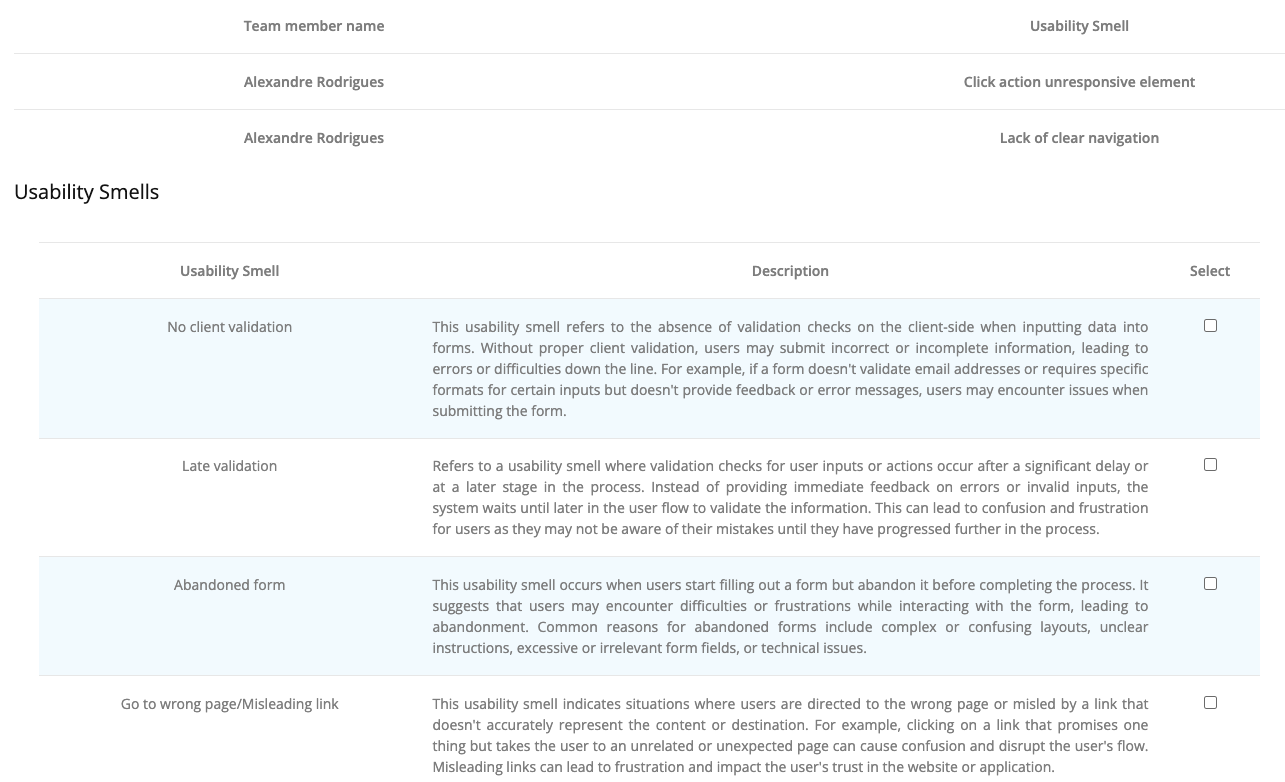 Team member name Usability Smell
Alexandre Rodrigues Click action unresponsive element
Alexandre Rodrigues Lack of clear navigation
Usability Smells
Usability Smell Description Select
No client validation This usability smell refers to the absence of validation checks on the client-side when inputting data into
forms. Without proper client validation, users may submit incorrect or incomplete information, leading to
errors or difficulties down the line. For example, if a form doesn't validate email addresses or requires specific
formats for certain inputs but doesn't provide feedback or error messages, users may encounter issues when
submitting the form.
Late validation Refers to a usability smell where validation checks for user inputs or actions occur after a significant delay or
at a later stage in the process. Instead of providing immediate feedback on errors or invalid inputs, the
system waits until later in the user flow to validate the information. This can lead to confusion and frustration
for users as they may not be aware of their mistakes until they have progressed further in the process.
Abandoned form This usability smell occurs when users start filling out a form but abandon it before completing the process. It
suggests that users may encounter difficulties or frustrations while interacting with the form, leading to
abandonment. Common reasons for abandoned forms include complex or confusing layouts, unclear
instructions, excessive or irrelevant form fields, or technical issues.
Go to wrong page/Misleading link This usability smell indicates situations where users are directed to the wrong page or misled by a link that
doesn't accurately represent the content or destination. For example, clicking on a link that promises one
thing but takes the user to an unrelated or unexpected page can cause confusion and disrupt the user's flow.
Misleading links can lead to frustration and impact the user's trust in the website or application.